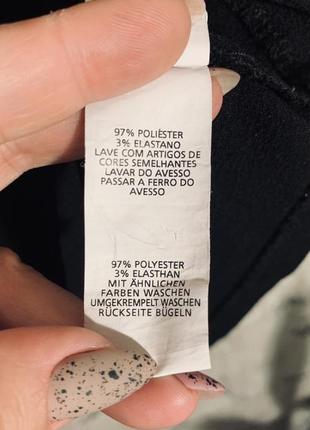 97% POLIÈSTER
3% ELASTANO
LAVE COM ARTIGOS DE
CORES SEMELHANTES
LAVAR DO AVESSO
PASSAR A FERRO DO
AVESSO
97% POLYESTER
3% ELASTHAN
MIT ÄHNLICHEN
FARBEN WASCHEN
UMGEKREMPELT WASCHEN
RÜCKSEITE BÜGELN